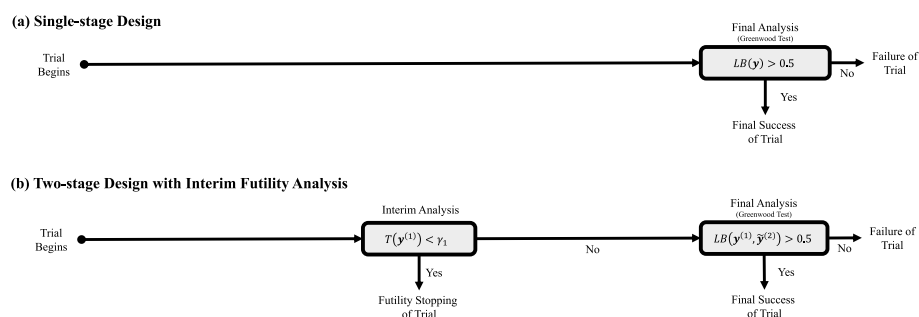 (a) Single-stage Design
Final Analysis
(Greenwood Test)
Trial
Begins
LB(𝒚) > 0.5
No
Failure of
Trial
Yes
Final Success
of Trial
(b) Two-stage Design with Interim Futility Analysis
Final Analysis
(Greenwood Test)
Interim Analysis
Trial
Begins
T(𝒚⁽¹⁾) < γ₁
No
LB(𝒚⁽¹⁾, ỹ⁽²⁾) > 0.5
No
Failure of
Trial
Yes
Yes
Futility Stopping
of Trial
Final Success
of Trial